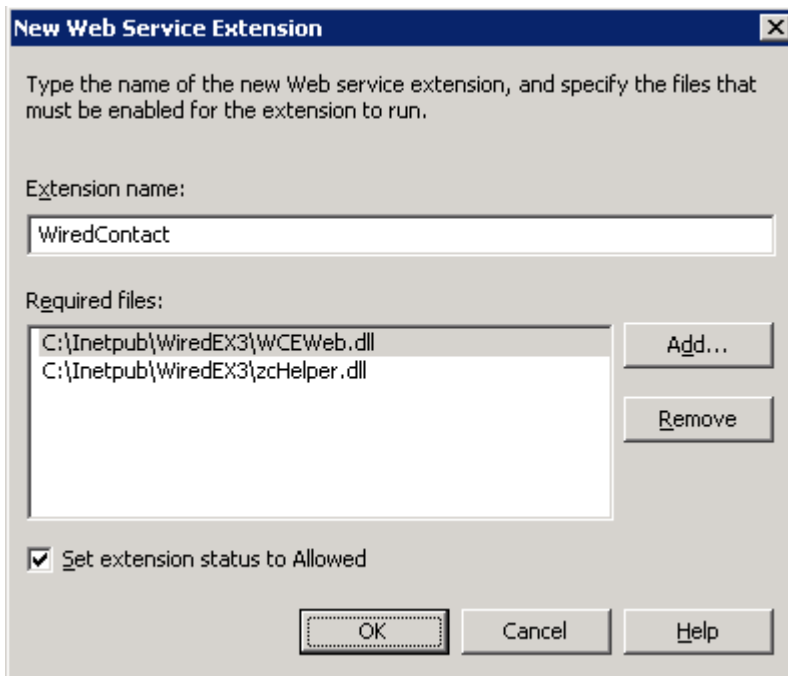 New Web Service Extension
Type the name of the new Web service extension, and specify the files that
must be enabled for the extension to run.
Extension name:
WiredContact
Required files:
C:\Inetpub\WiredEX3\WCEWeb.dll
C:\Inetpub\WiredEX3\zcHelper.dll
Add...
Remove
Set extension status to Allowed
OK
Cancel
Help